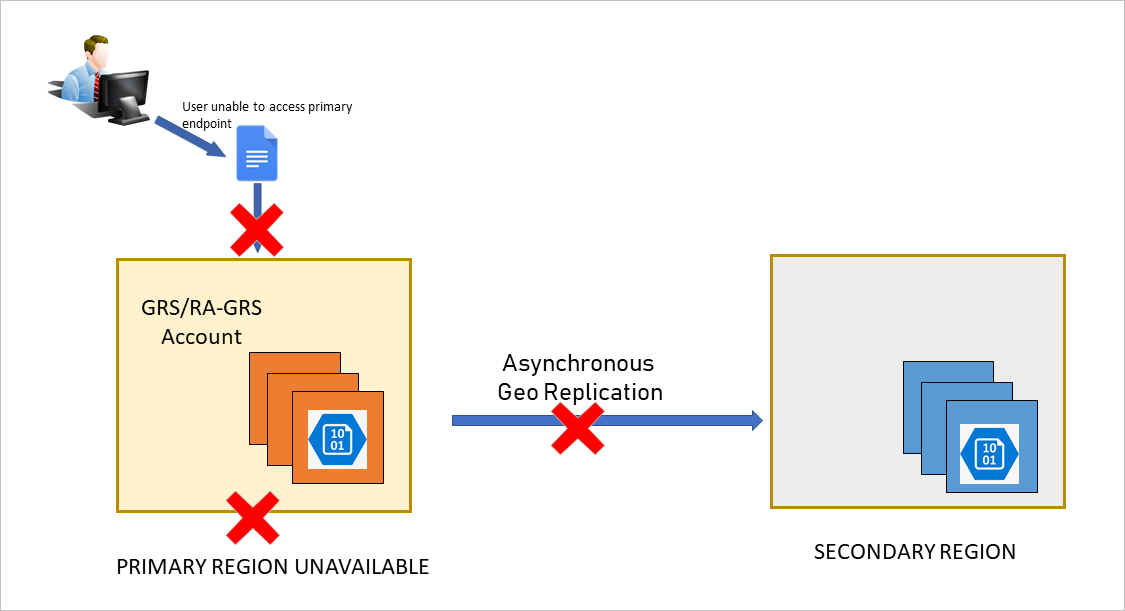 User unable to access primary
endpoint
GRS/RA-GRS
Account
10
01
Asynchronous
Geo Replication
10
01
PRIMARY REGION UNAVAILABLE
SECONDARY REGION